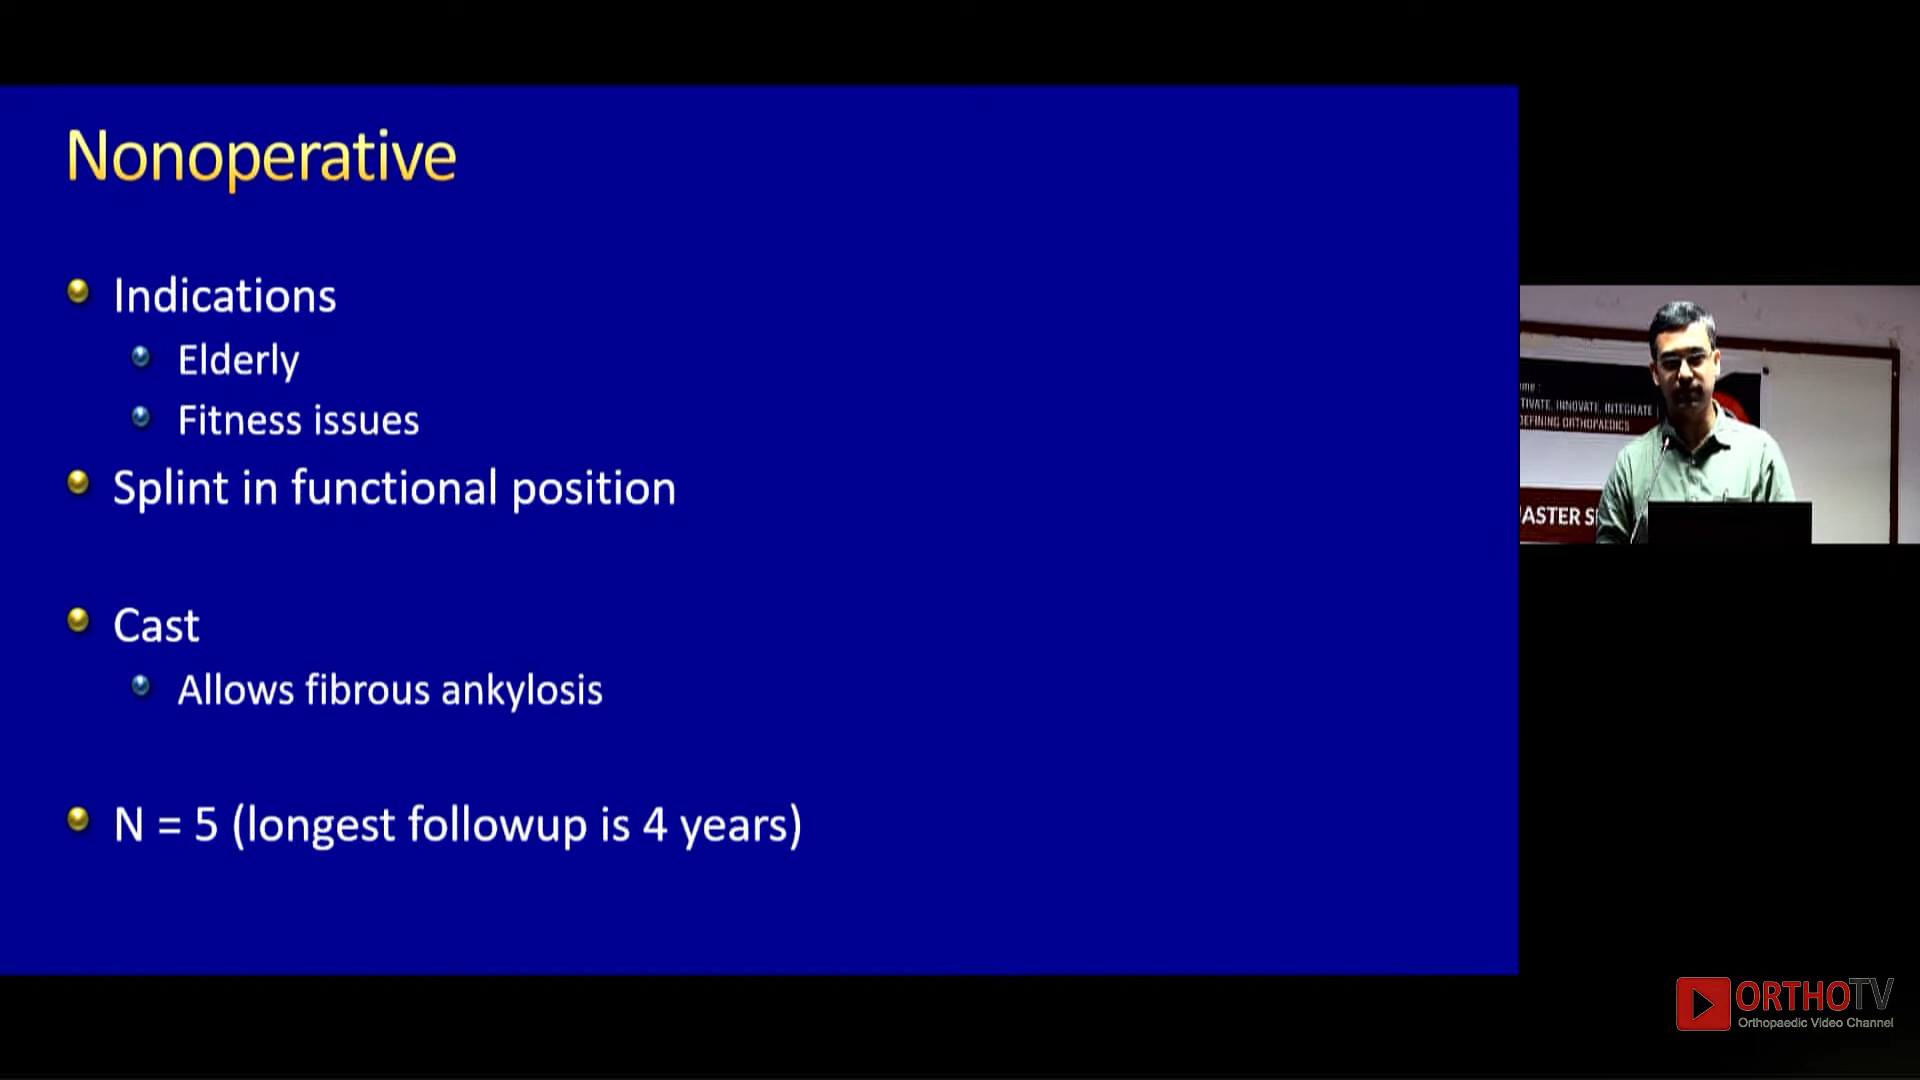 Nonoperative
Indications
Elderly
Fitness issues
Splint in functional position
Cast
Allows fibrous ankylosis
N = 5 (longest followup is 4 years)
TIVATE, INNOVATE, INTEGRATE
DEFINING ORTHOPAEDICS
ASTER S
ORTHOTV
Orthopaedic Video Channel